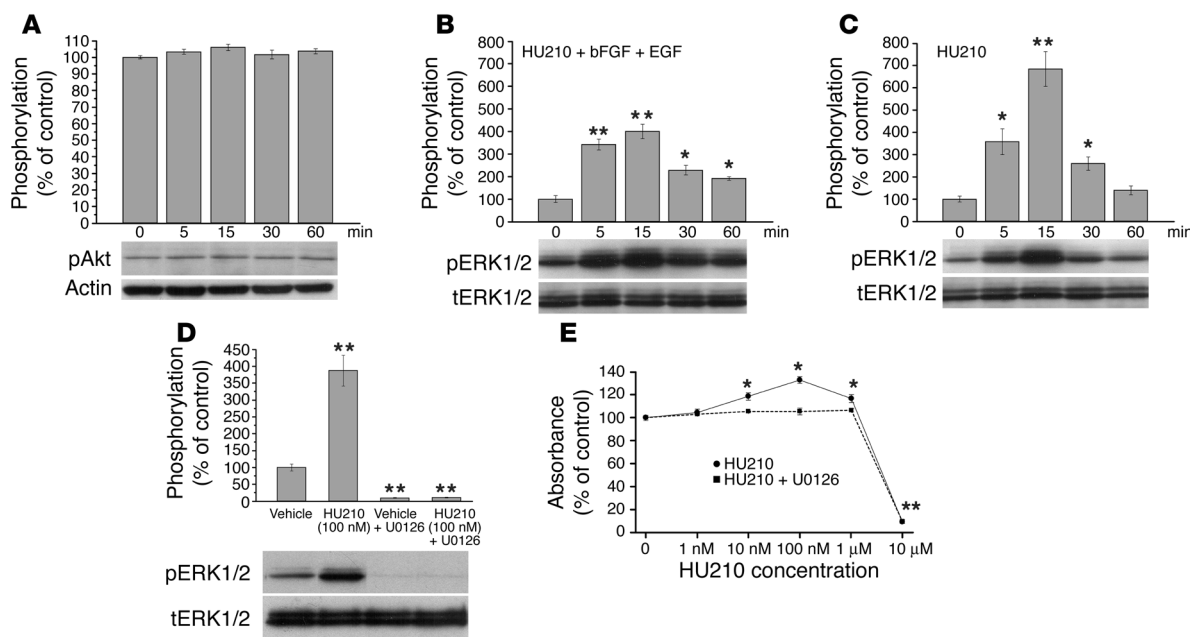 A
Phosphorylation
(% of control)
110
100
90
80
70
60
50
40
30
20
10
0
0 5 15 30 60 min
pAkt
Actin
B
HU210 + bFGF + EGF
Phosphorylation
(% of control)
800
700
600
500
400
300
200
100
0
** ** * *
0 5 15 30 60 min
pERK1/2
tERK1/2
C
HU210
Phosphorylation
(% of control)
800
700
600
500
400
300
200
100
0
* ** *
0 5 15 30 60 min
pERK1/2
tERK1/2
D
Phosphorylation
(% of control)
450
400
350
300
250
200
150
100
50
0
** ** **
Vehicle HU210 Vehicle HU210
(100 nM) + U0126 (100 nM)
+ U0126
pERK1/2
tERK1/2
E
Absorbance
(% of control)
140
120
100
80
60
40
20
0
* * * **
HU210
HU210 + U0126
0 1 nM 10 nM 100 nM 1 µM 10 µM
HU210 concentration